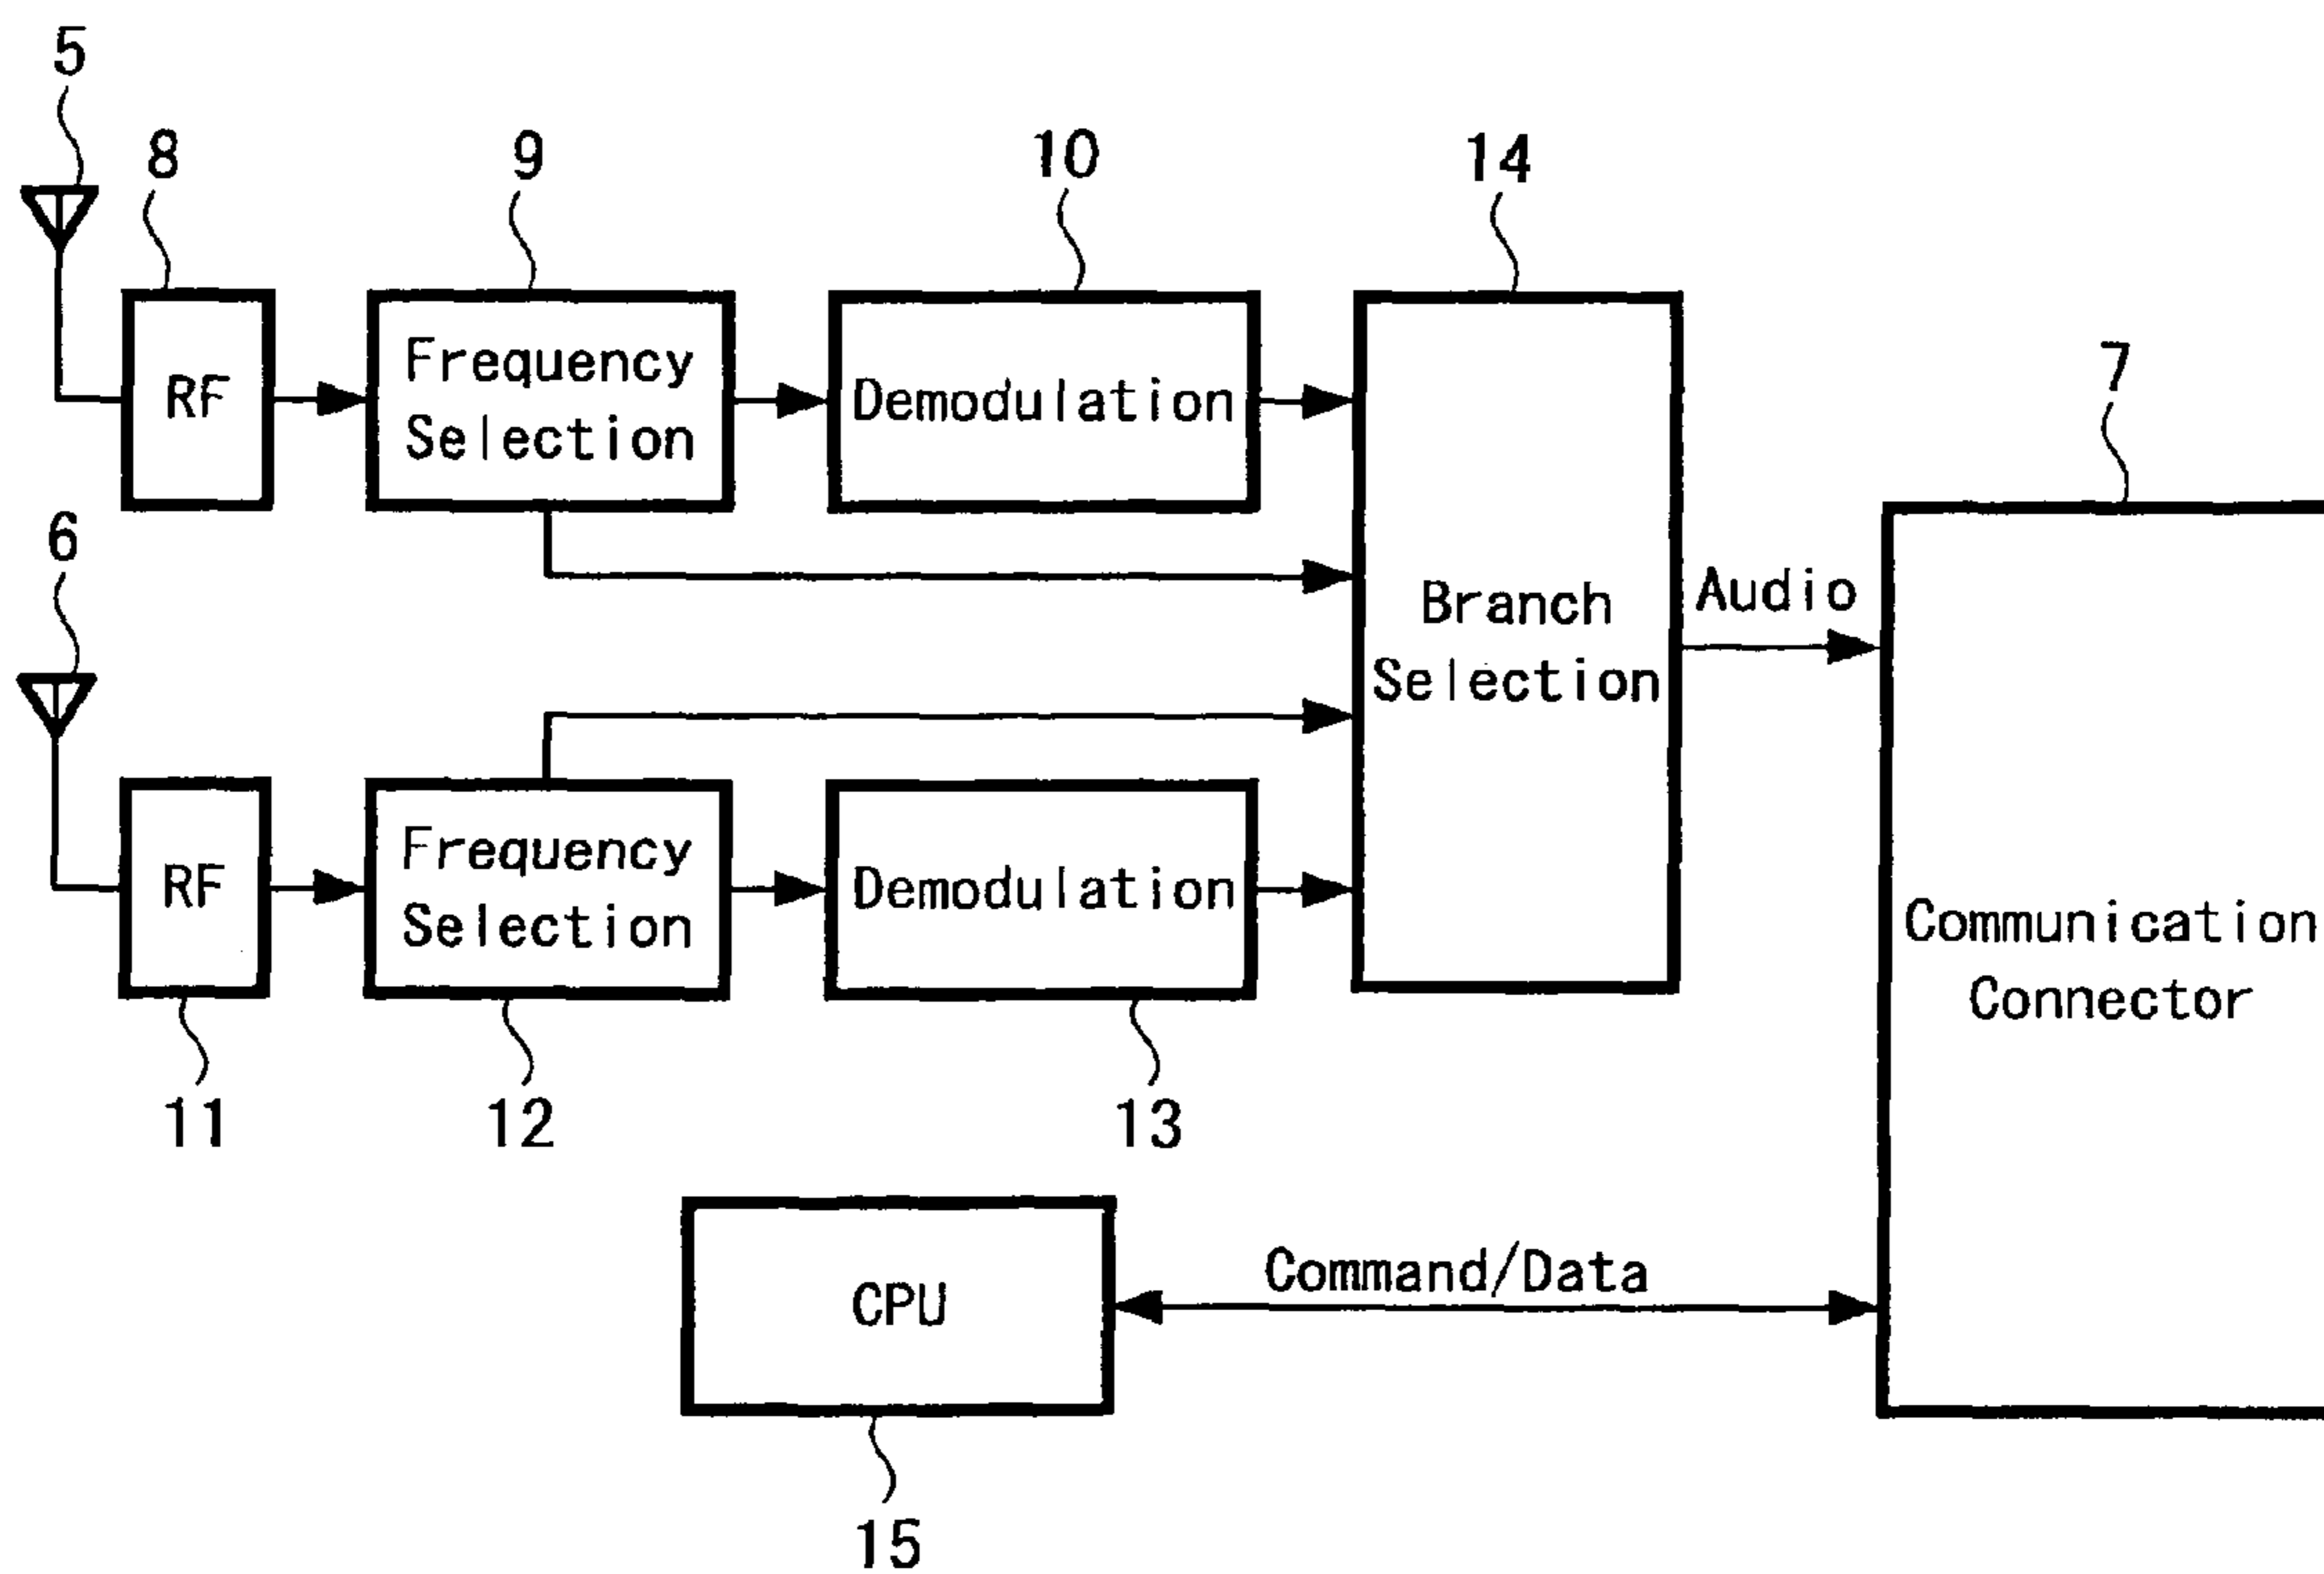 5
8
9
10
14
7
RF
Frequency
Selection
Demodulation
6
Branch
Selection
Audio
RF
Frequency
Selection
Demodulation
Communication
Connector
11
12
13
CPU
Command/Data
15